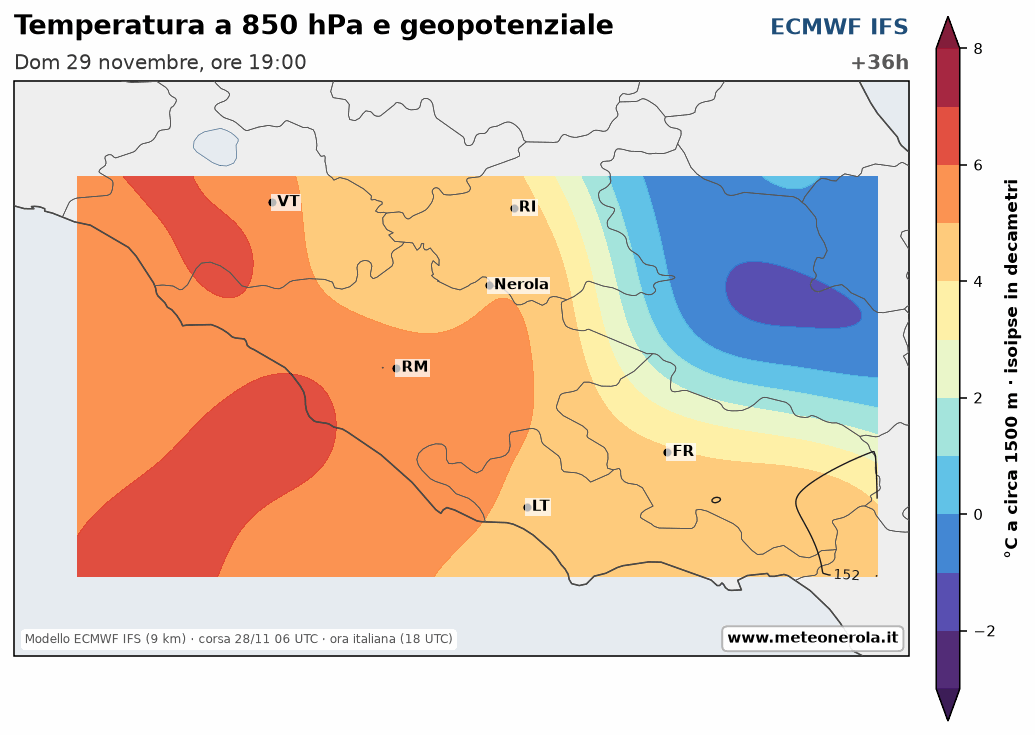 Temperatura a 850 hPa e geopotenziale
ECMWF IFS
Dom 29 novembre, ore 19:00
+36h
VT
RI
Nerola
RM
FR
LT
152
Modello ECMWF IFS (9 km) · corsa 28/11 06 UTC · ora italiana (18 UTC)
www.meteonerola.it
8
6
4
2
0
−2
°C a circa 1500 m · isoipse in decametri